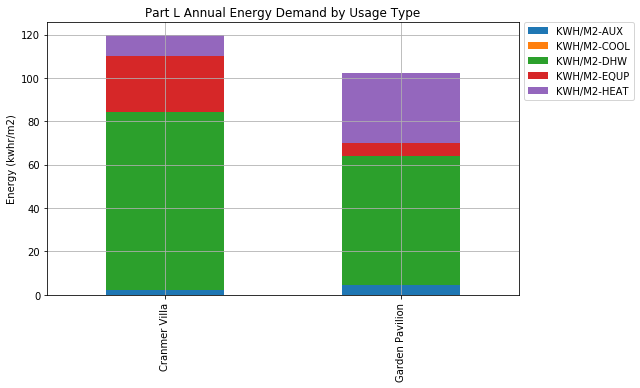 Part L Annual Energy Demand by Usage Type
Energy (kwhr/m2)
120
100
80
60
40
20
0
Cranmer Villa
Garden Pavilion
KWH/M2-AUX
KWH/M2-COOL
KWH/M2-DHW
KWH/M2-EQUP
KWH/M2-HEAT